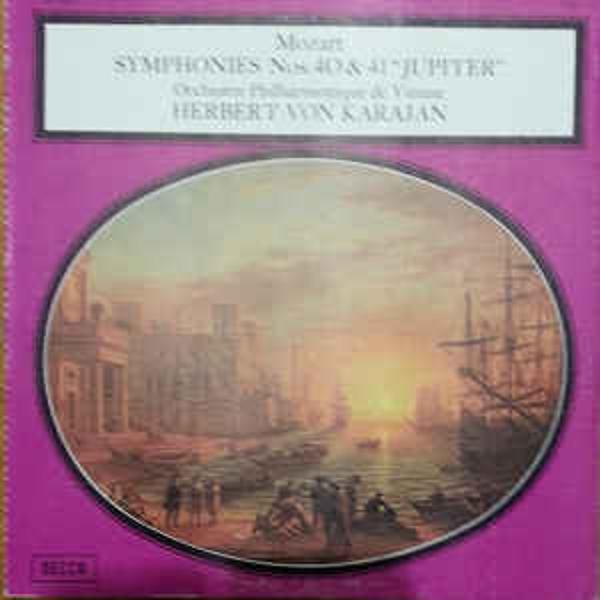 Mozart
SYMPHONIES Nos. 40 & 41 "JUPITER"
Orchestre Philharmonique de Vienne
HERBERT VON KARAJAN
DECCA